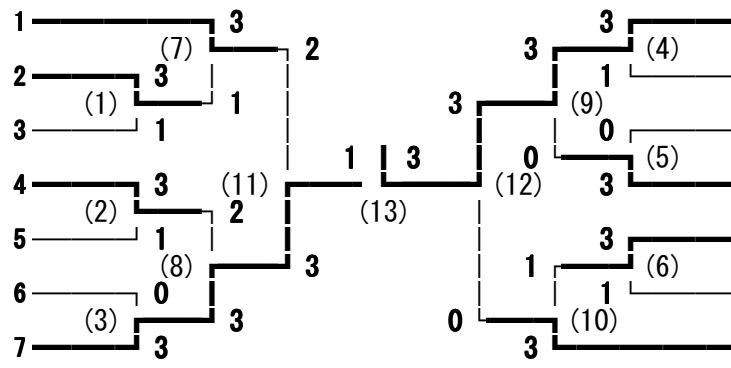 1 3 3
(7) 2 3 (4)
2 3 1
(1) 1 3 (9)
3 1 0
1 3 0 (5)
4 3 (11) (12) 3
(2) 2 (13)
5 1 3
(8) 3 1 (6)
6 0 1
(3) 3 0 (10)
7 3 3